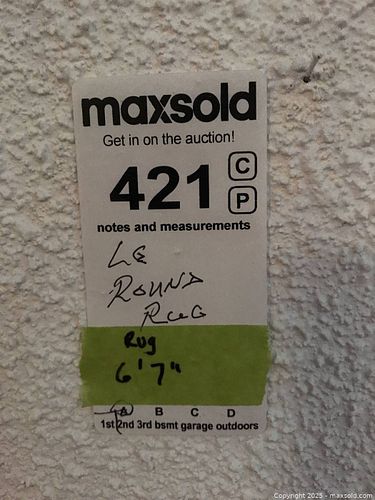 maxsold
Get in on the auction!
421
C
P
notes and measurements
LG
ROUND
RUG
Rug
6'7"
A B C D
1st 2nd 3rd bsmt garage outdoors
Copyright 2025 - maxsold.com